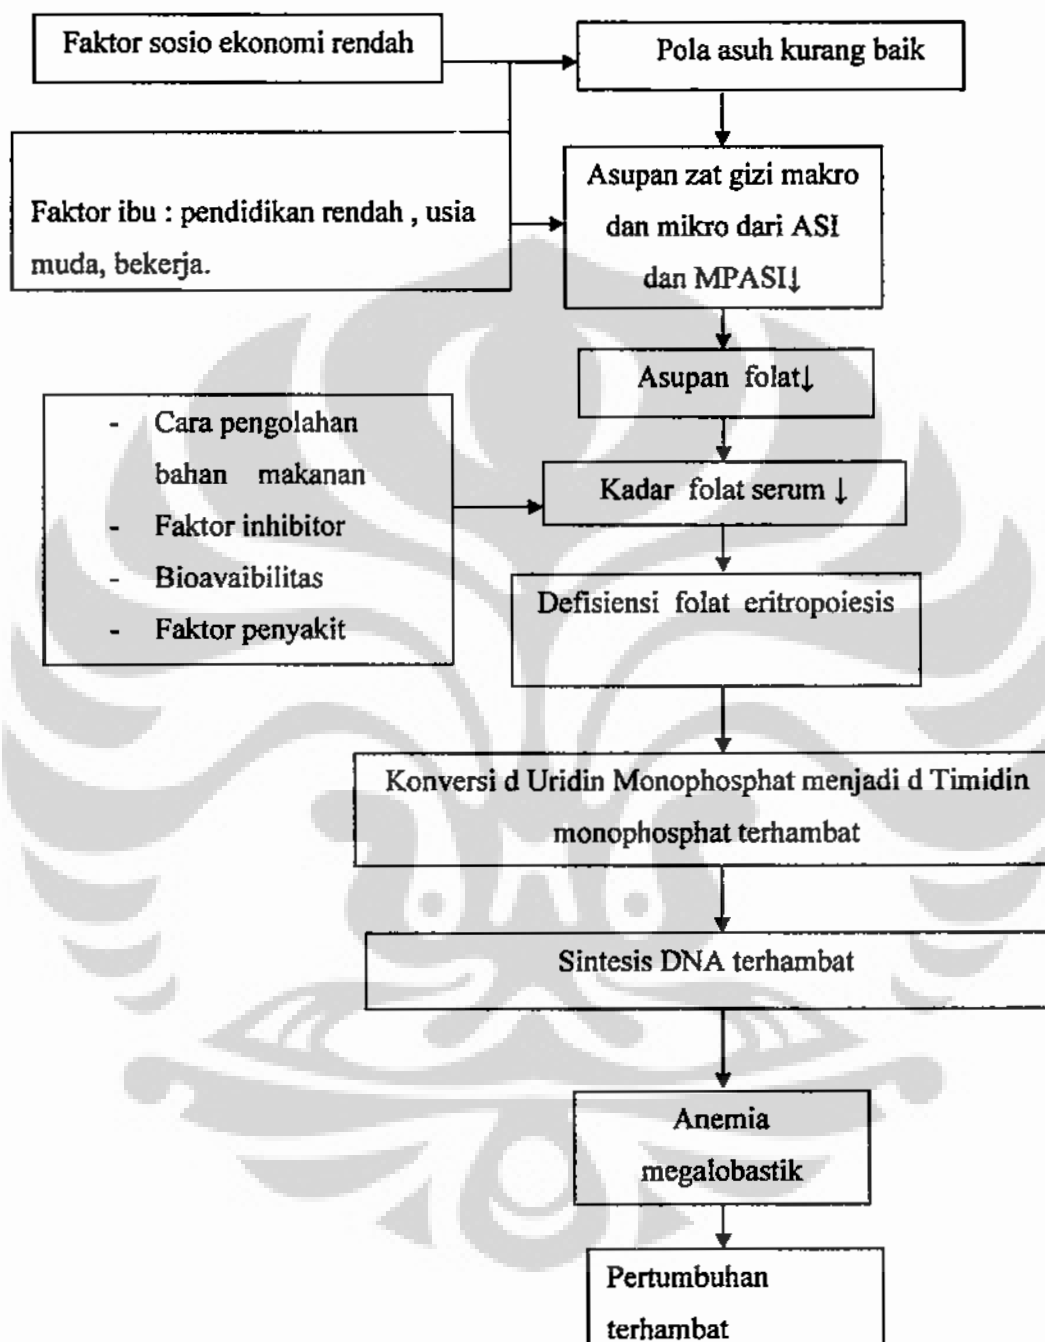 Faktor sosio ekonomi rendah
Pola asuh kurang baik
Faktor ibu : pendidikan rendah , usia
muda, bekerja.
Asupan zat gizi makro
dan mikro dari ASI
dan MPASI↓
Asupan folat↓
- Cara pengolahan
bahan makanan
- Faktor inhibitor
- Bioavaibilitas
- Faktor penyakit
Kadar folat serum ↓
Defisiensi folat eritropoiesis
Konversi d Uridin Monophosphat menjadi d Timidin
monophosphat terhambat
Sintesis DNA terhambat
Anemia
megalobastik
Pertumbuhan
terhambat